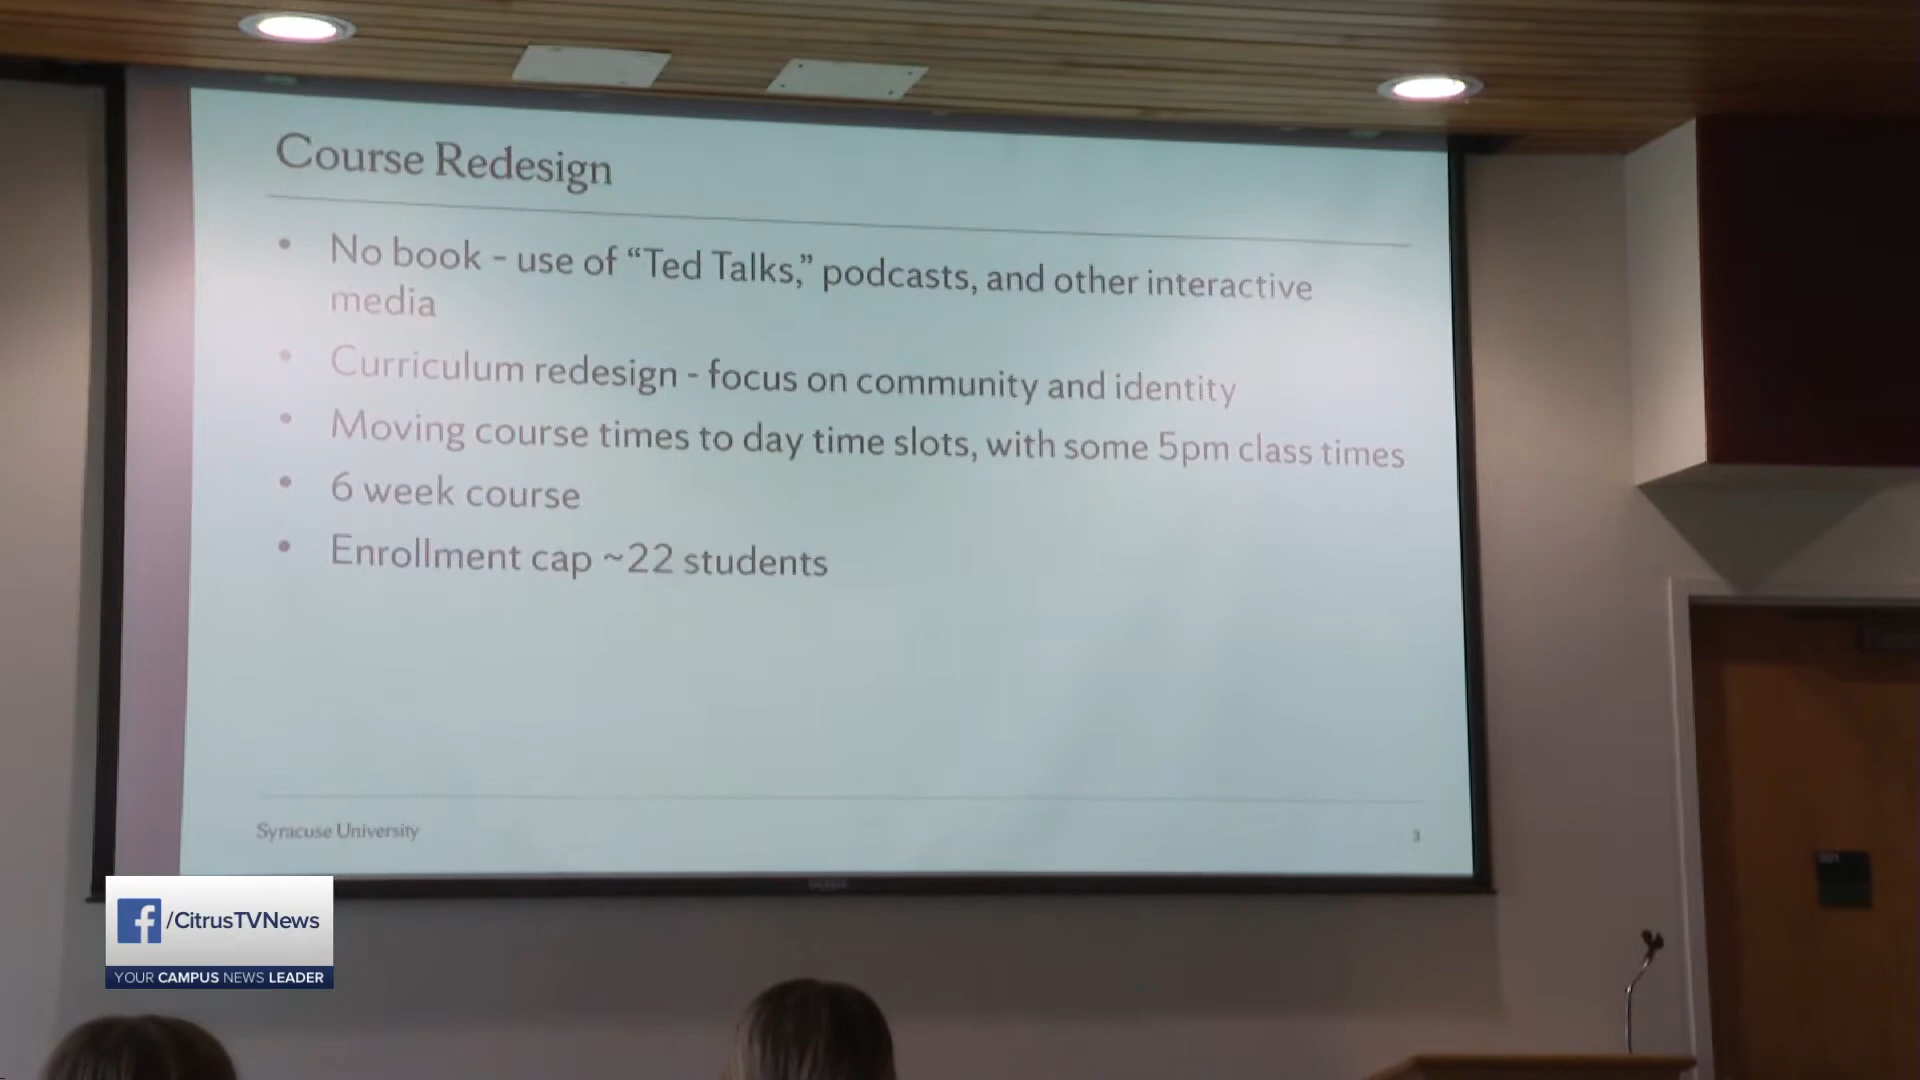 Course Redesign
• No book - use of “Ted Talks,” podcasts, and other interactive
media
• Curriculum redesign - focus on community and identity
• Moving course times to day time slots, with some 5pm class times
• 6 week course
• Enrollment cap ~22 students
Syracuse University
3
f/CitrusTVNews
YOUR CAMPUS NEWS LEADER